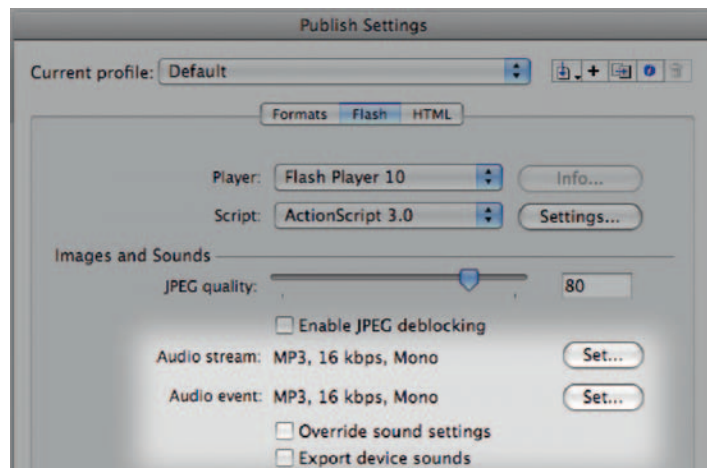 Publish Settings
Current profile: Default
Formats Flash HTML
Player: Flash Player 10 Info...
Script: ActionScript 3.0 Settings...
Images and Sounds
JPEG quality: 80
Enable JPEG deblocking
Audio stream: MP3, 16 kbps, Mono Set...
Audio event: MP3, 16 kbps, Mono Set...
Override sound settings
Export device sounds